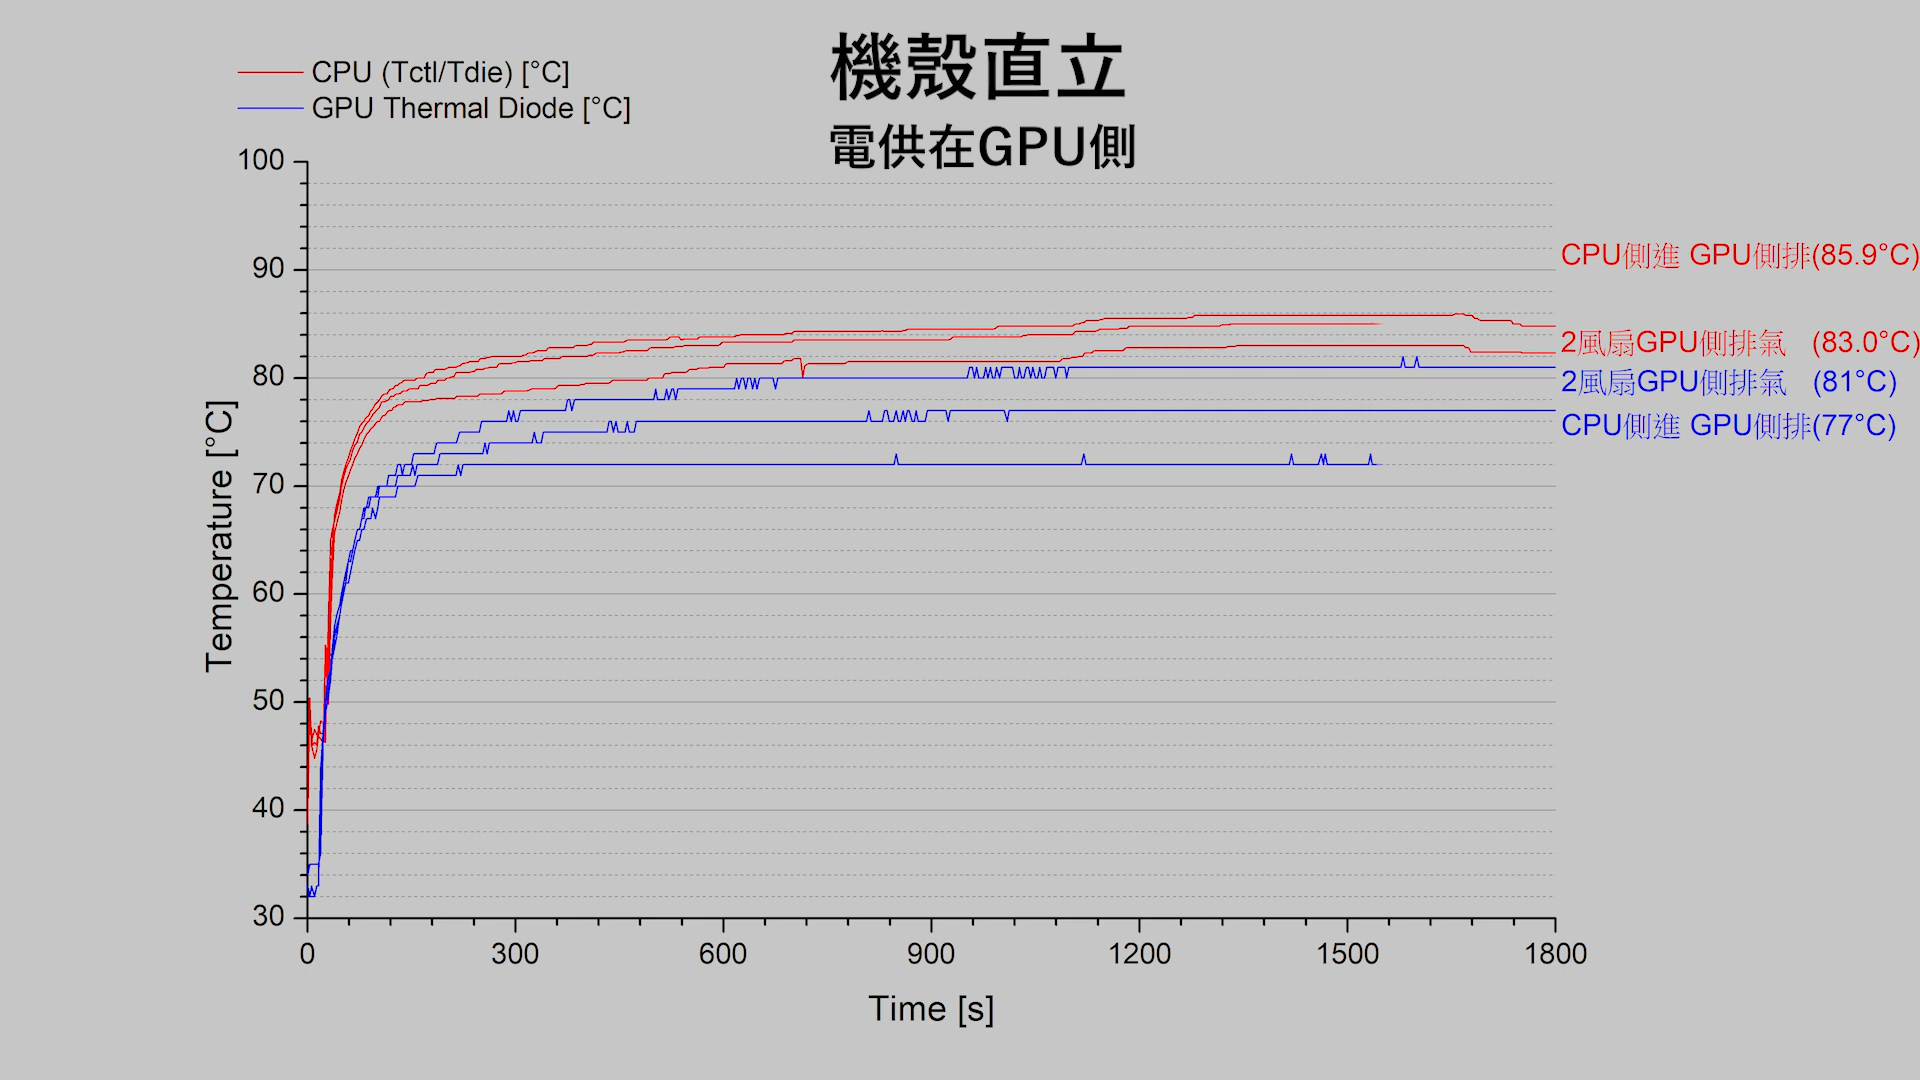 機殼直立
電供在GPU側
CPU (Tctl/Tdie) [°C]
GPU Thermal Diode [°C]
100
90
80
70
60
50
40
30
Temperature [°C]
0 300 600 900 1200 1500 1800
Time [s]
CPU側進 GPU側排(85.9°C)
2風扇GPU側排氣 (83.0°C)
2風扇GPU側排氣 (81°C)
CPU側進 GPU側排(77°C)